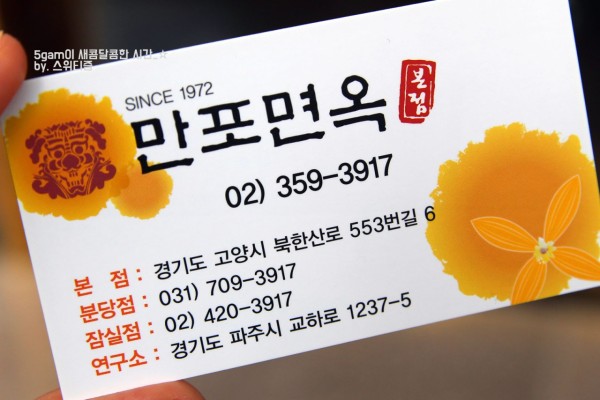 5gam이 새콤달콤한 시간..☆
by. 스위티즘
SINCE 1972
만포면옥 본점
02) 359-3917
본 점 : 경기도 고양시 북한산로 553번길 6
분당점 : 031) 709-3917
잠실점 : 02) 420-3917
연구소 : 경기도 파주시 교하로 1237-5